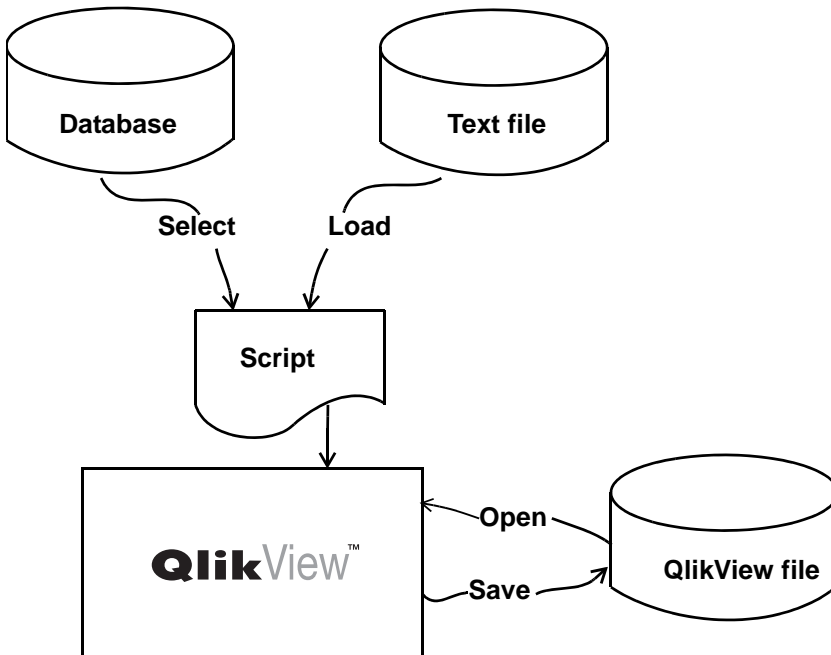 Database
Text file
Select
Load
Script
Open
QlikView™
QlikView file
Save